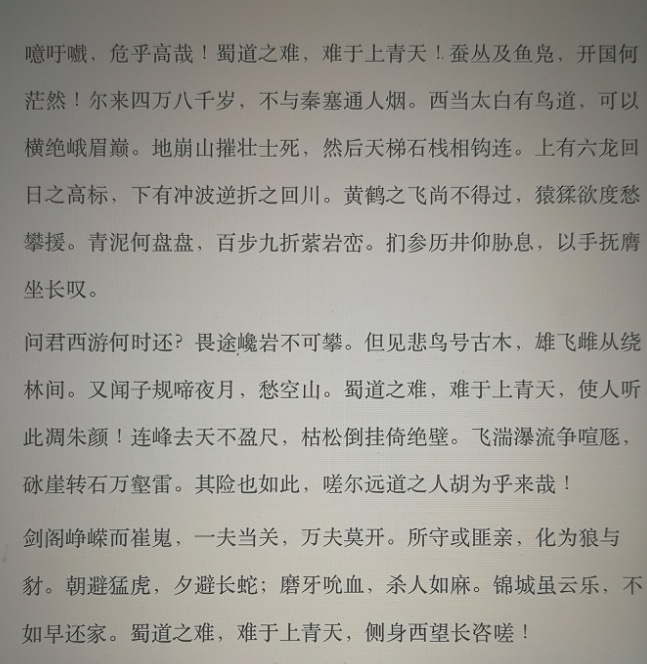 噫吁嚱，危乎高哉！蜀道之难，难于上青天！蚕丛及鱼凫，开国何
茫然！尔来四万八千岁，不与秦塞通人烟。西当太白有鸟道，可以
横绝峨眉巅。地崩山摧壮士死，然后天梯石栈相钩连。上有六龙回
日之高标，下有冲波逆折之回川。黄鹤之飞尚不得过，猿猱欲度愁
攀援。青泥何盘盘，百步九折萦岩峦。扪参历井仰胁息，以手抚膺
坐长叹。
问君西游何时还？畏途巉岩不可攀。但见悲鸟号古木，雄飞雌从绕
林间。又闻子规啼夜月，愁空山。蜀道之难，难于上青天，使人听
此凋朱颜！连峰去天不盈尺，枯松倒挂倚绝壁。飞湍瀑流争喧豗，
砯崖转石万壑雷。其险也如此，嗟尔远道之人胡为乎来哉！
剑阁峥嵘而崔嵬，一夫当关，万夫莫开。所守或匪亲，化为狼与
豺。朝避猛虎，夕避长蛇；磨牙吮血，杀人如麻。锦城虽云乐，不
如早还家。蜀道之难，难于上青天，侧身西望长咨嗟！